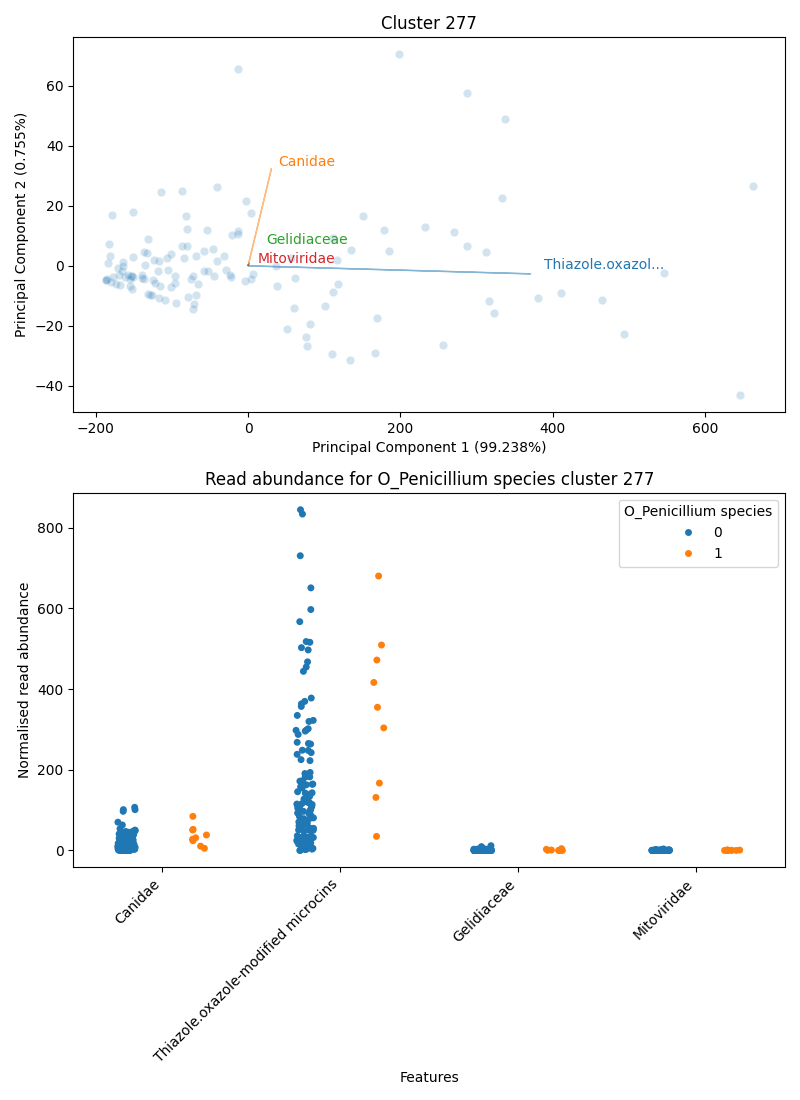 Cluster 277
Principal Component 2 (0.755%)
60
40
20
0
−20
−40
Canidae
Gelidiaceae
Mitoviridae
Thiazole.oxazol...
−200
0
200
400
600
Principal Component 1 (99.238%)
Read abundance for O_Penicillium species cluster 277
Normalised read abundance
800
600
400
200
0
O_Penicillium species
0
1
Canidae
Thiazole.oxazole-modified microcins
Gelidiaceae
Mitoviridae
Features